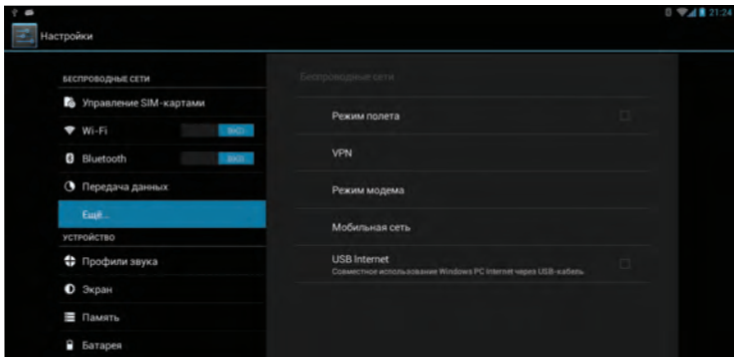 21:24
Настройки
БЕСПРОВОДНЫЕ СЕТИ
Управление SIM-картами
Wi-Fi
Bluetooth
Передача данных
Ещё...
УСТРОЙСТВО
Профили звука
Экран
Память
Батарея
Беспроводные сети
Режим полета
VPN
Режим модема
Мобильная сеть
USB Internet
Совместное использование Windows PC Internet через USB-кабель.